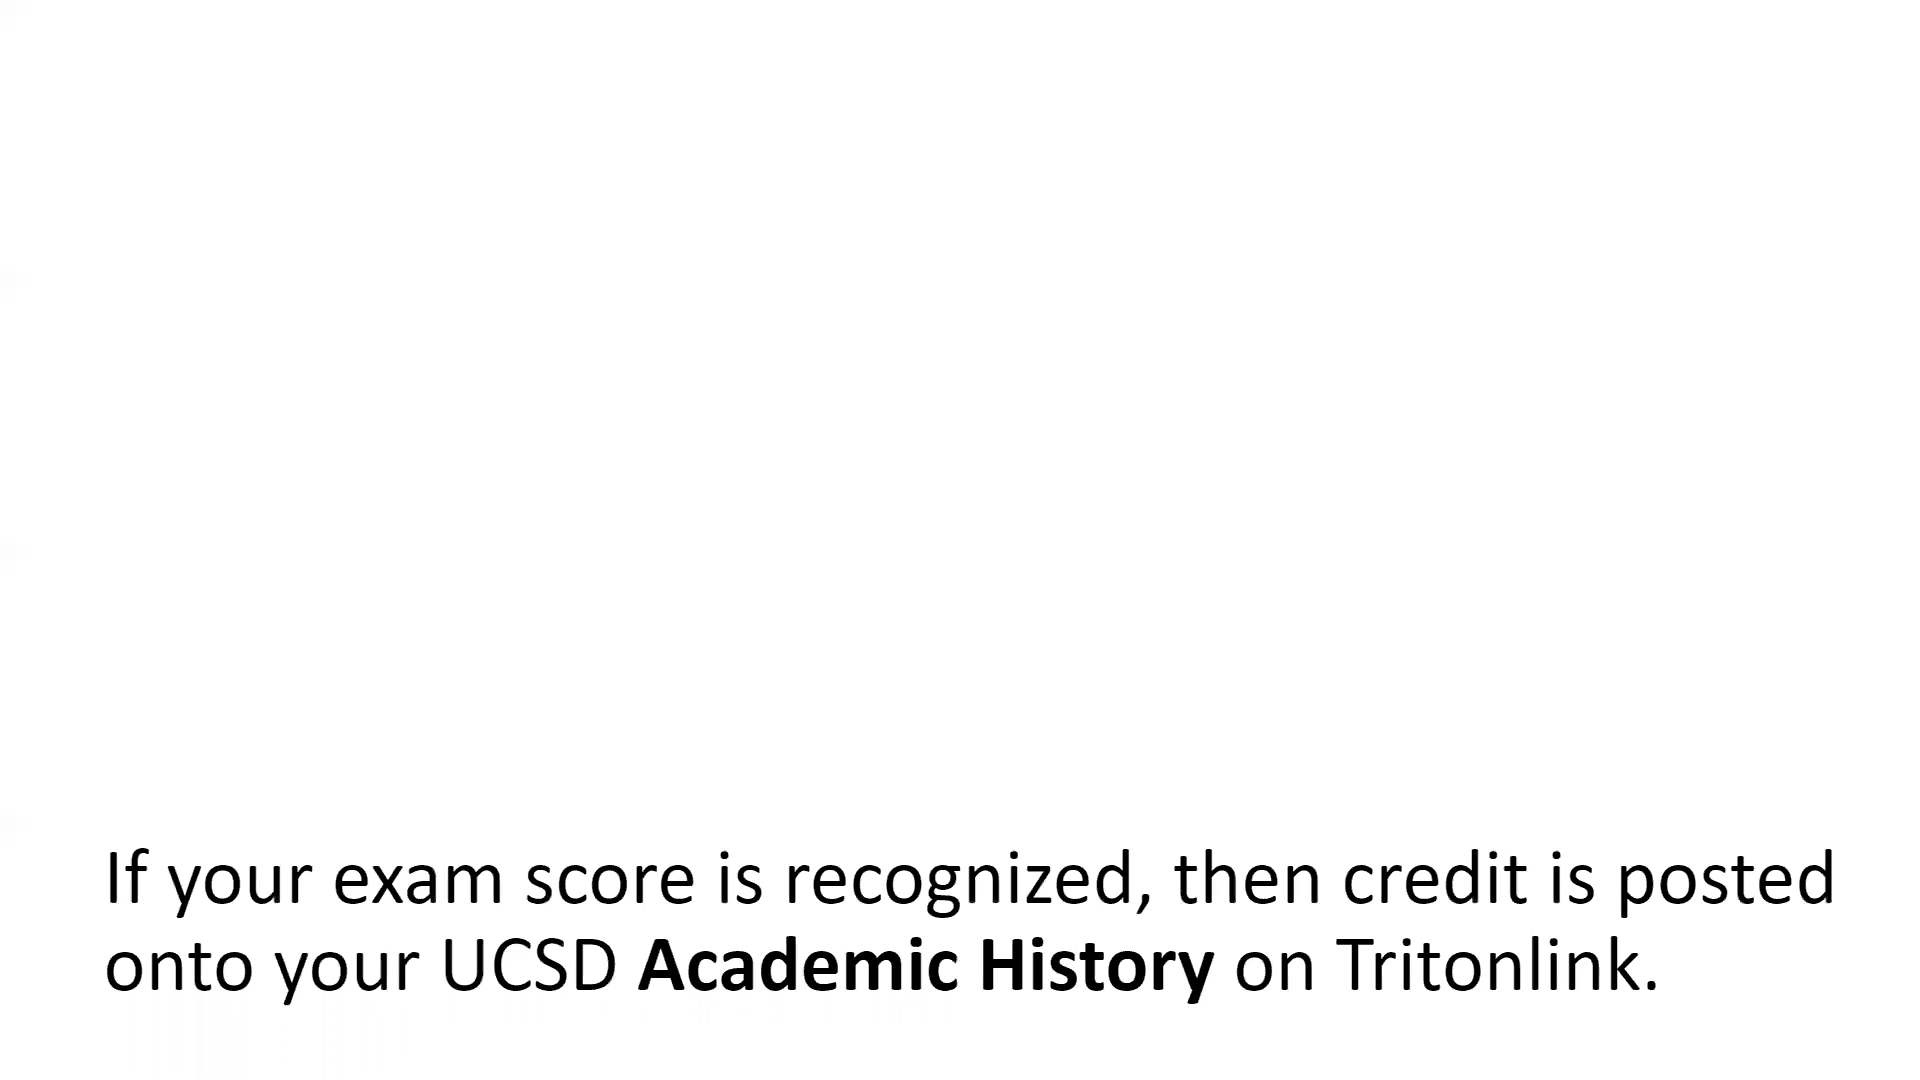 If your exam score is recognized, then credit is posted
onto your UCSD Academic History on Tritonlink.